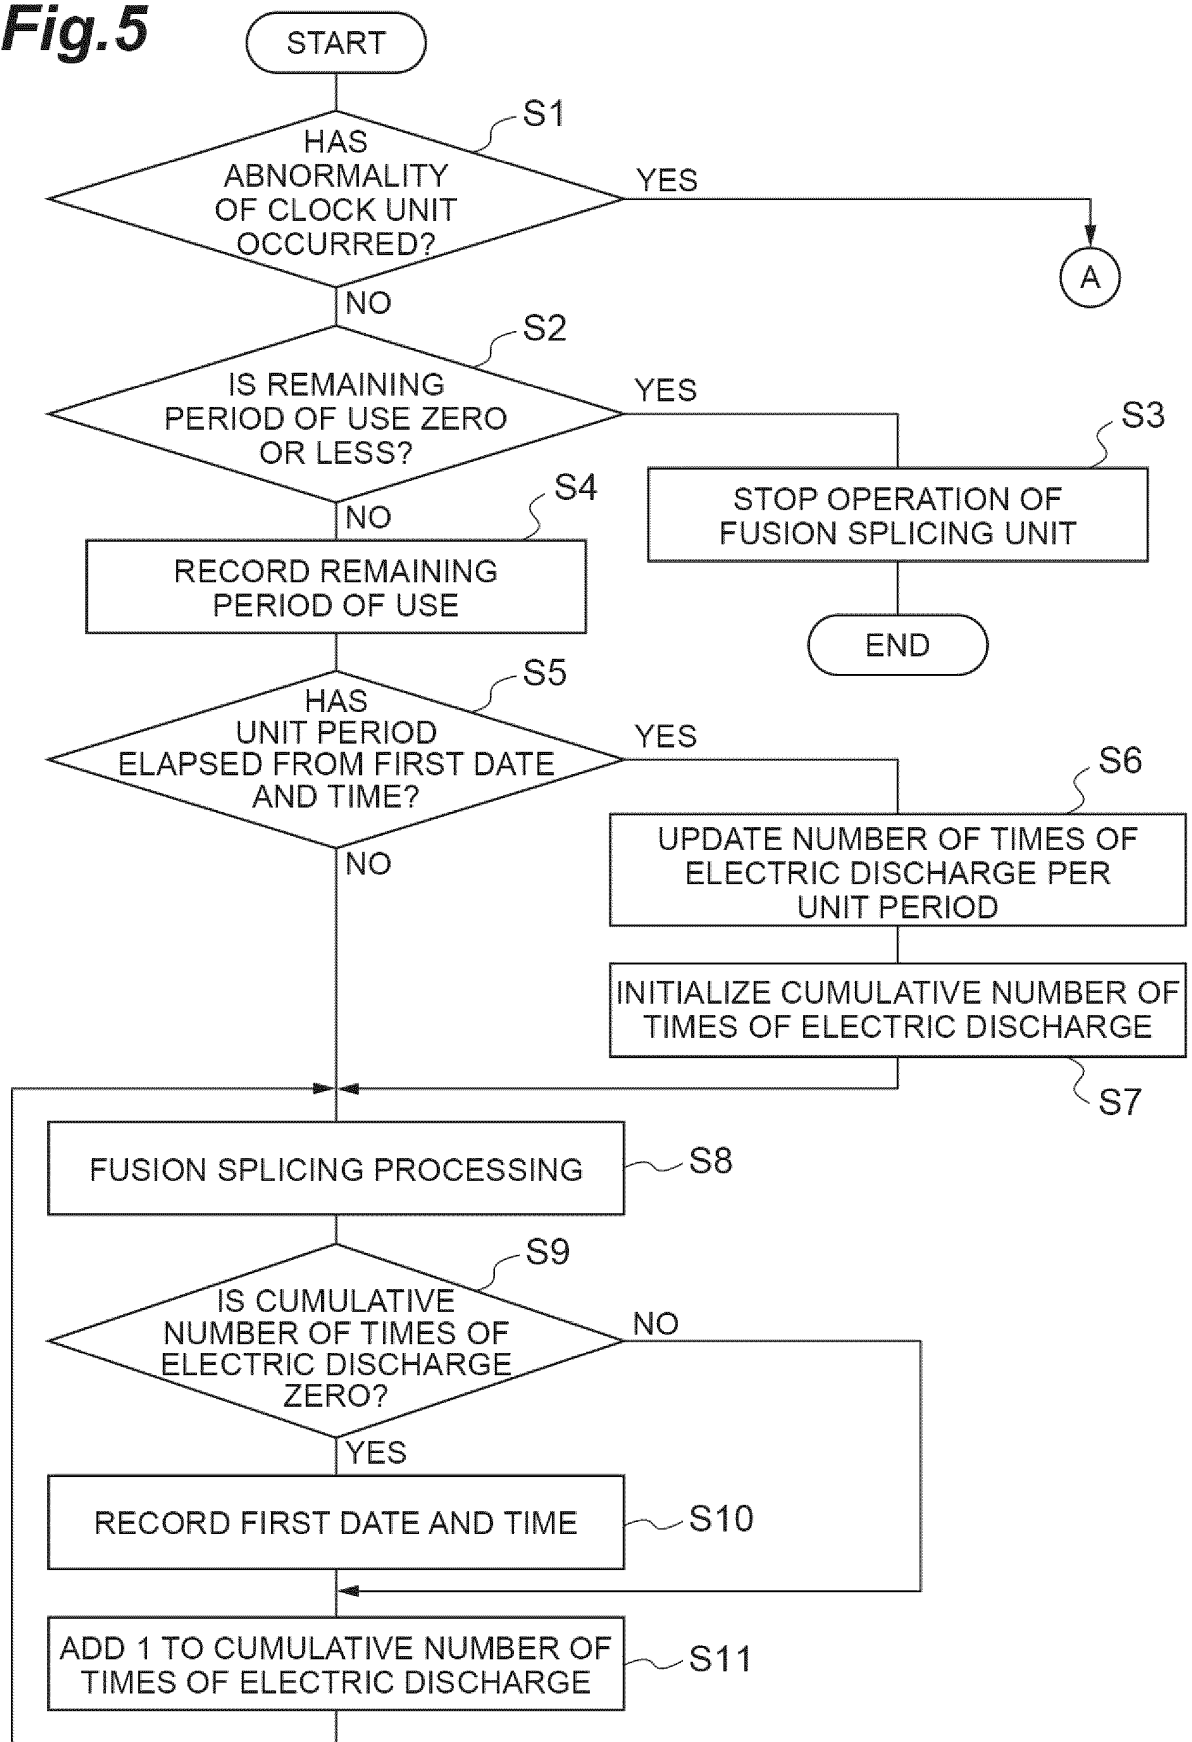 Fig.5
START
S1
HAS
ABNORMALITY
OF CLOCK UNIT
OCCURRED?
YES
A
NO
S2
IS REMAINING
PERIOD OF USE ZERO
OR LESS?
YES
S3
STOP OPERATION OF
FUSION SPLICING UNIT
END
NO
S4
RECORD REMAINING
PERIOD OF USE
S5
HAS
UNIT PERIOD
ELAPSED FROM FIRST DATE
AND TIME?
YES
S6
UPDATE NUMBER OF TIMES OF
ELECTRIC DISCHARGE PER
UNIT PERIOD
INITIALIZE CUMULATIVE NUMBER OF
TIMES OF ELECTRIC DISCHARGE
S7
NO
FUSION SPLICING PROCESSING
S8
S9
IS CUMULATIVE
NUMBER OF TIMES OF
ELECTRIC DISCHARGE
ZERO?
NO
YES
RECORD FIRST DATE AND TIME
S10
ADD 1 TO CUMULATIVE NUMBER OF
TIMES OF ELECTRIC DISCHARGE
S11